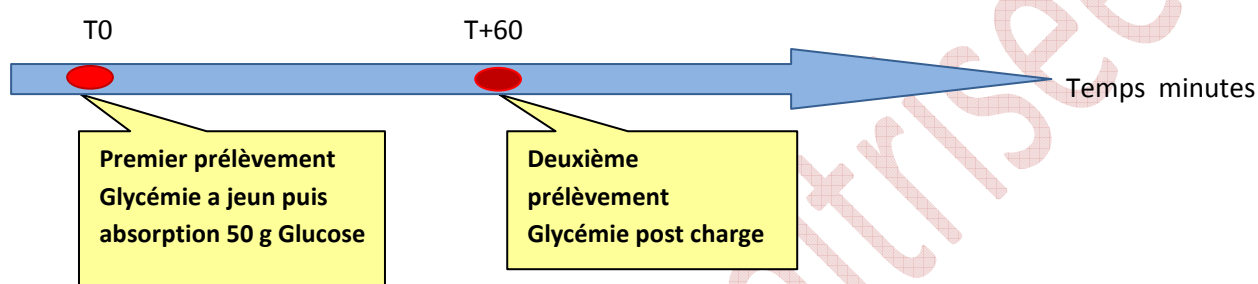 T0
T+60
Temps minutes
Premier prélèvement
Glycémie a jeun puis
absorption 50 g Glucose
Deuxième
prélèvement
Glycémie post charge